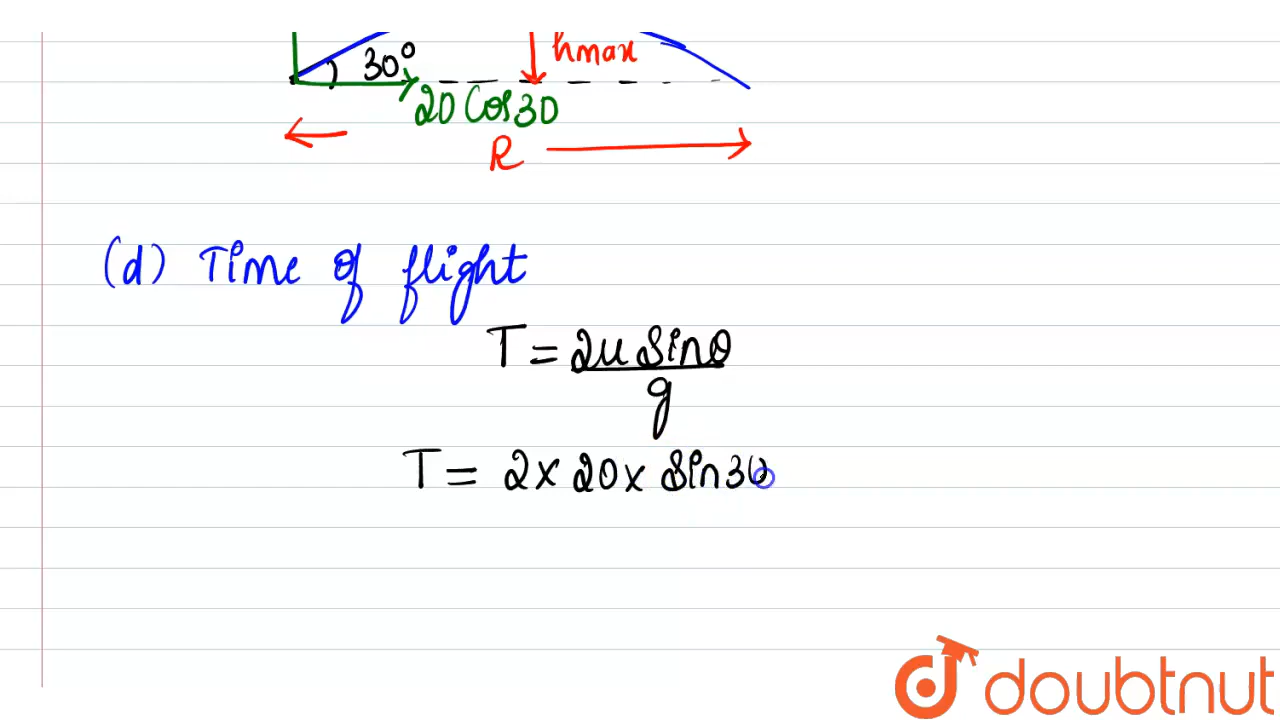 30° hmax
20 Cos30
R
(d) Time of flight
T = 2u Sinθ
g
T = 2 x 20 x Sin30
doubtnut